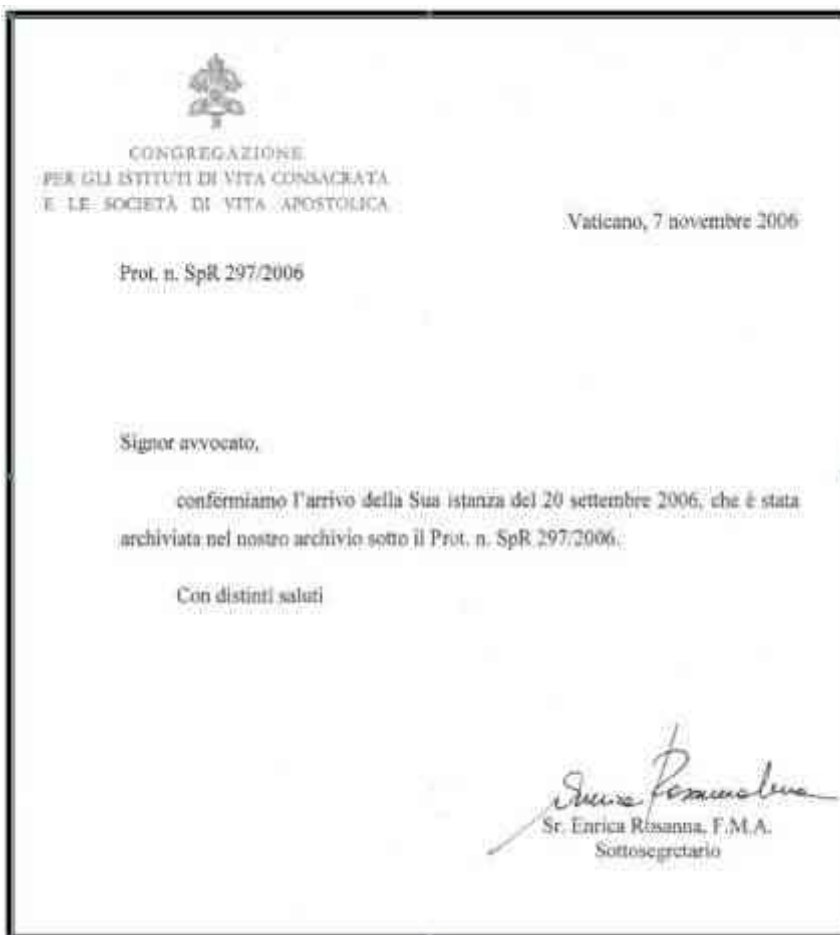 CONGREGAZIONE
PER GLI ISTITUTI DI VITA CONSACRATA
E LE SOCIETÀ DI VITA APOSTOLICA
Vaticano, 7 novembre 2006
Prot. n. SpR 297/2006
Signor avvocato,
confermiamo l'arrivo della Sua istanza del 20 settembre 2006, che è stata
archiviata nel nostro archivio sotto il Prot. n. SpR 297/2006.
Con distinti saluti
Sr. Enrica Rosanna, F.M.A.
Sottosegretario